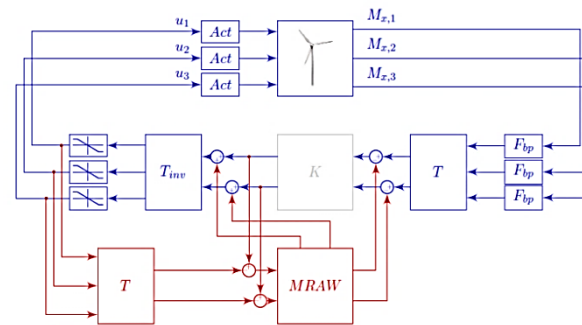 u1 Act Mx,1
u2 Act Mx,2
u3 Act Mx,3
Tinv K T Fbp
Fbp
Fbp
T MRAW